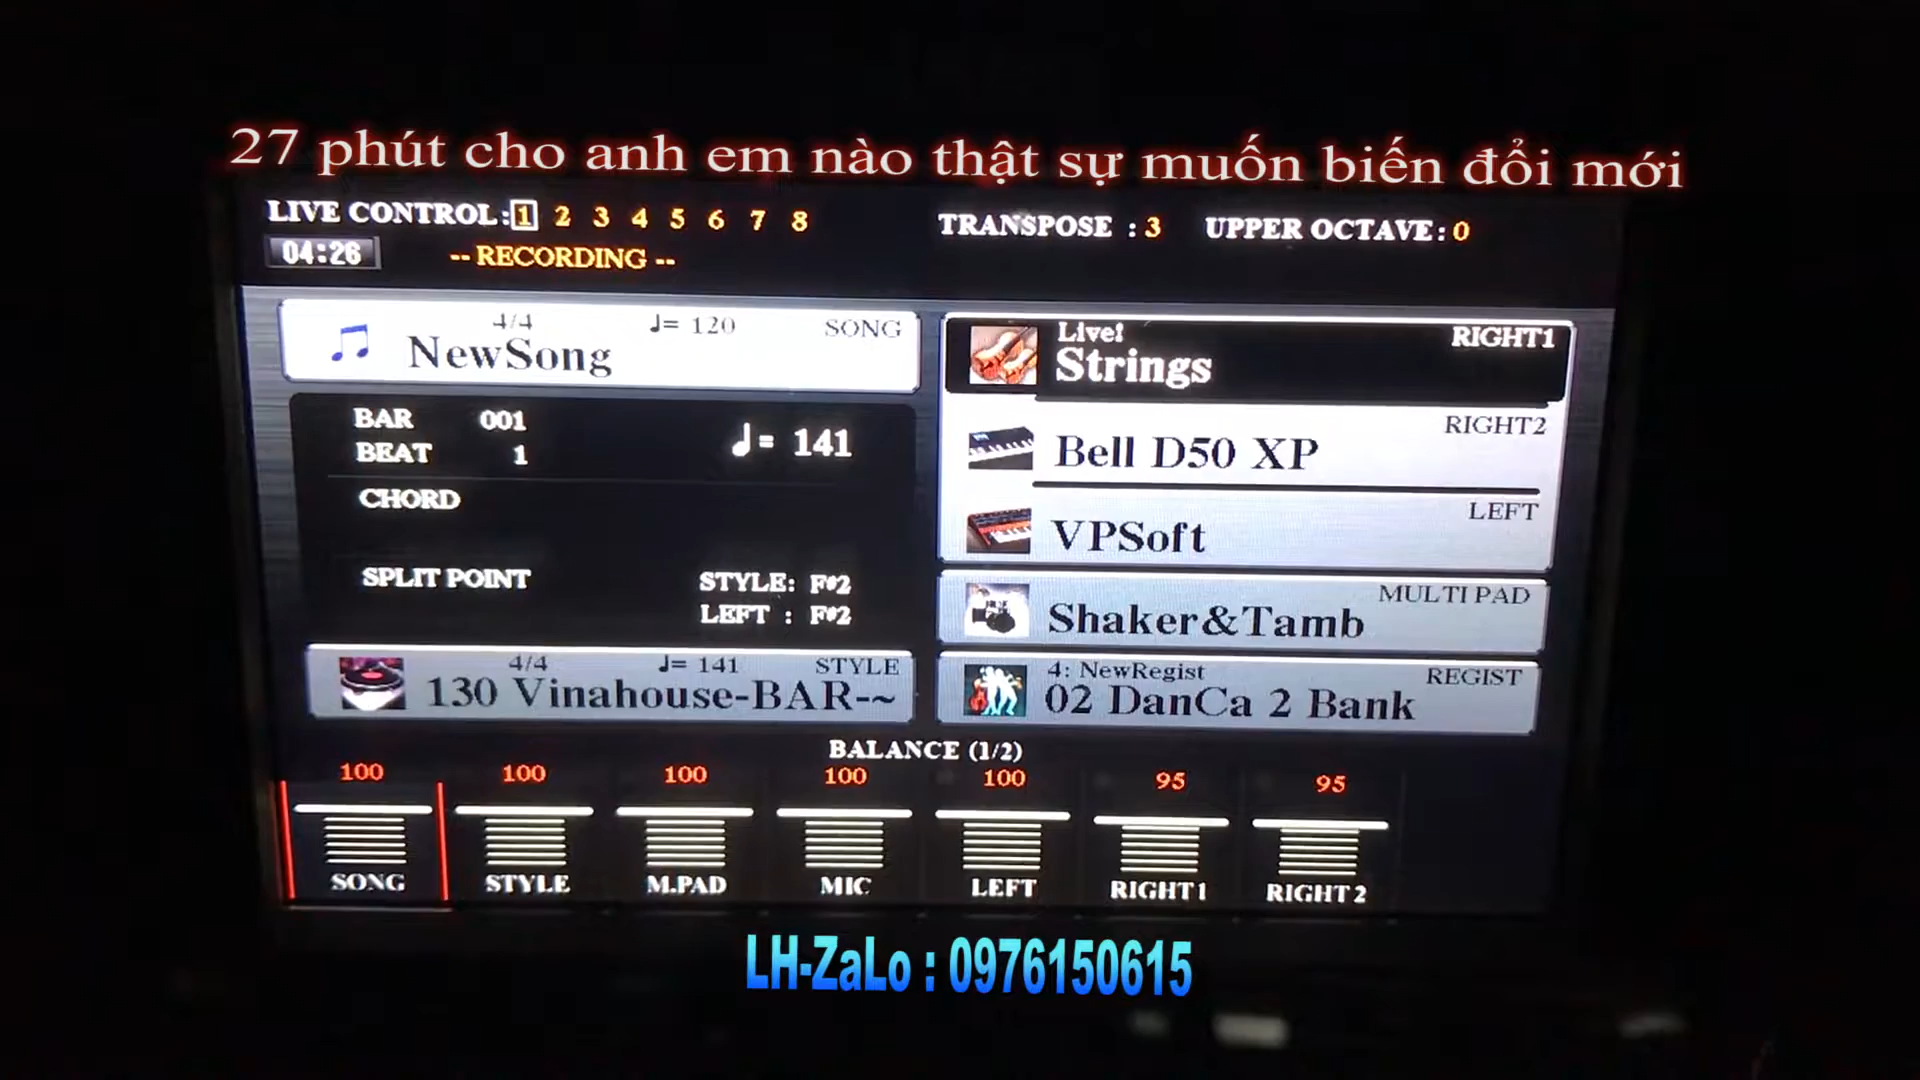 27 phút cho anh em nào thật sự muốn biến đổi mới
LIVE CONTROL: 1 2 3 4 5 6 7 8
TRANSPOSE : 3
UPPER OCTAVE: 0
04:26
-- RECORDING --
4/4 ♩= 120 SONG
NewSong
BAR 001
BEAT 1
♩= 141
CHORD
SPLIT POINT
STYLE: F#2
LEFT : F#2
4/4 ♩= 141 STYLE
130 Vinahouse-BAR-~
Live! RIGHT1
Strings
RIGHT2
Bell D50 XP
LEFT
VPSoft
MULTI PAD
Shaker&Tamb
4: NewRegist REGIST
02 DanCa 2 Bank
BALANCE (1/2)
100 100 100 100 100 95 95
SONG STYLE M.PAD MIC LEFT RIGHT1 RIGHT2
LH-ZaLo : 0976150615